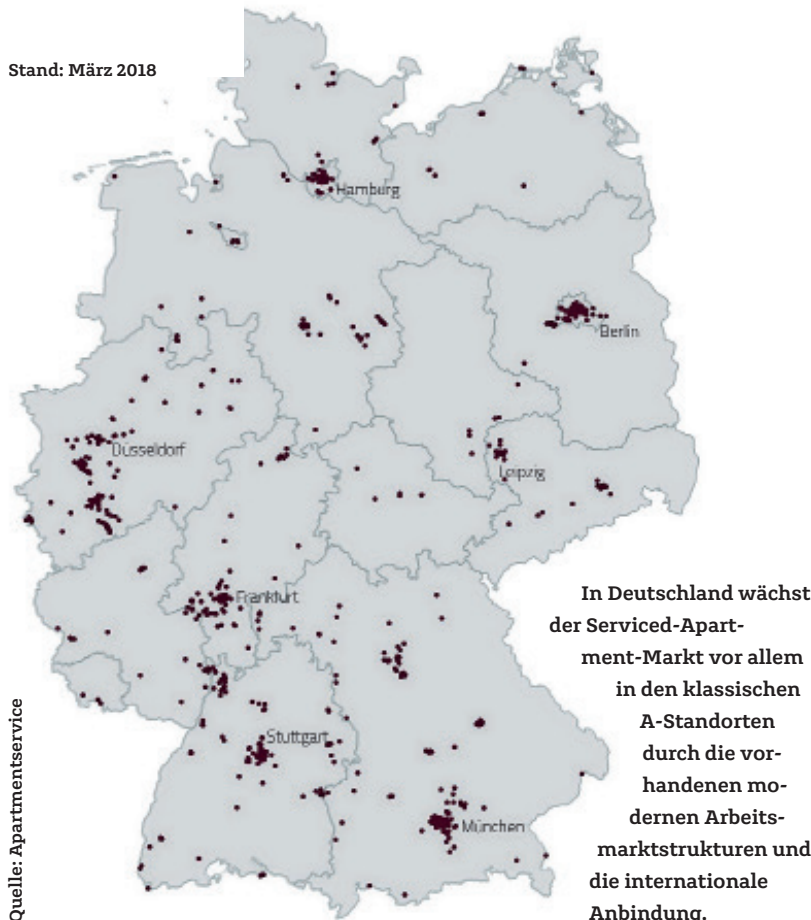 Stand: März 2018
Hamburg
Berlin
Düsseldorf
Leipzig
Frankfurt
Stuttgart
München
In Deutschland wächst
der Serviced-Apart-
ment-Markt vor allem
in den klassischen
A-Standorten
durch die vor-
handenen mo-
dernen Arbeits-
marktstrukturen und
die internationale
Anbindung.
Quelle: Apartmentservice